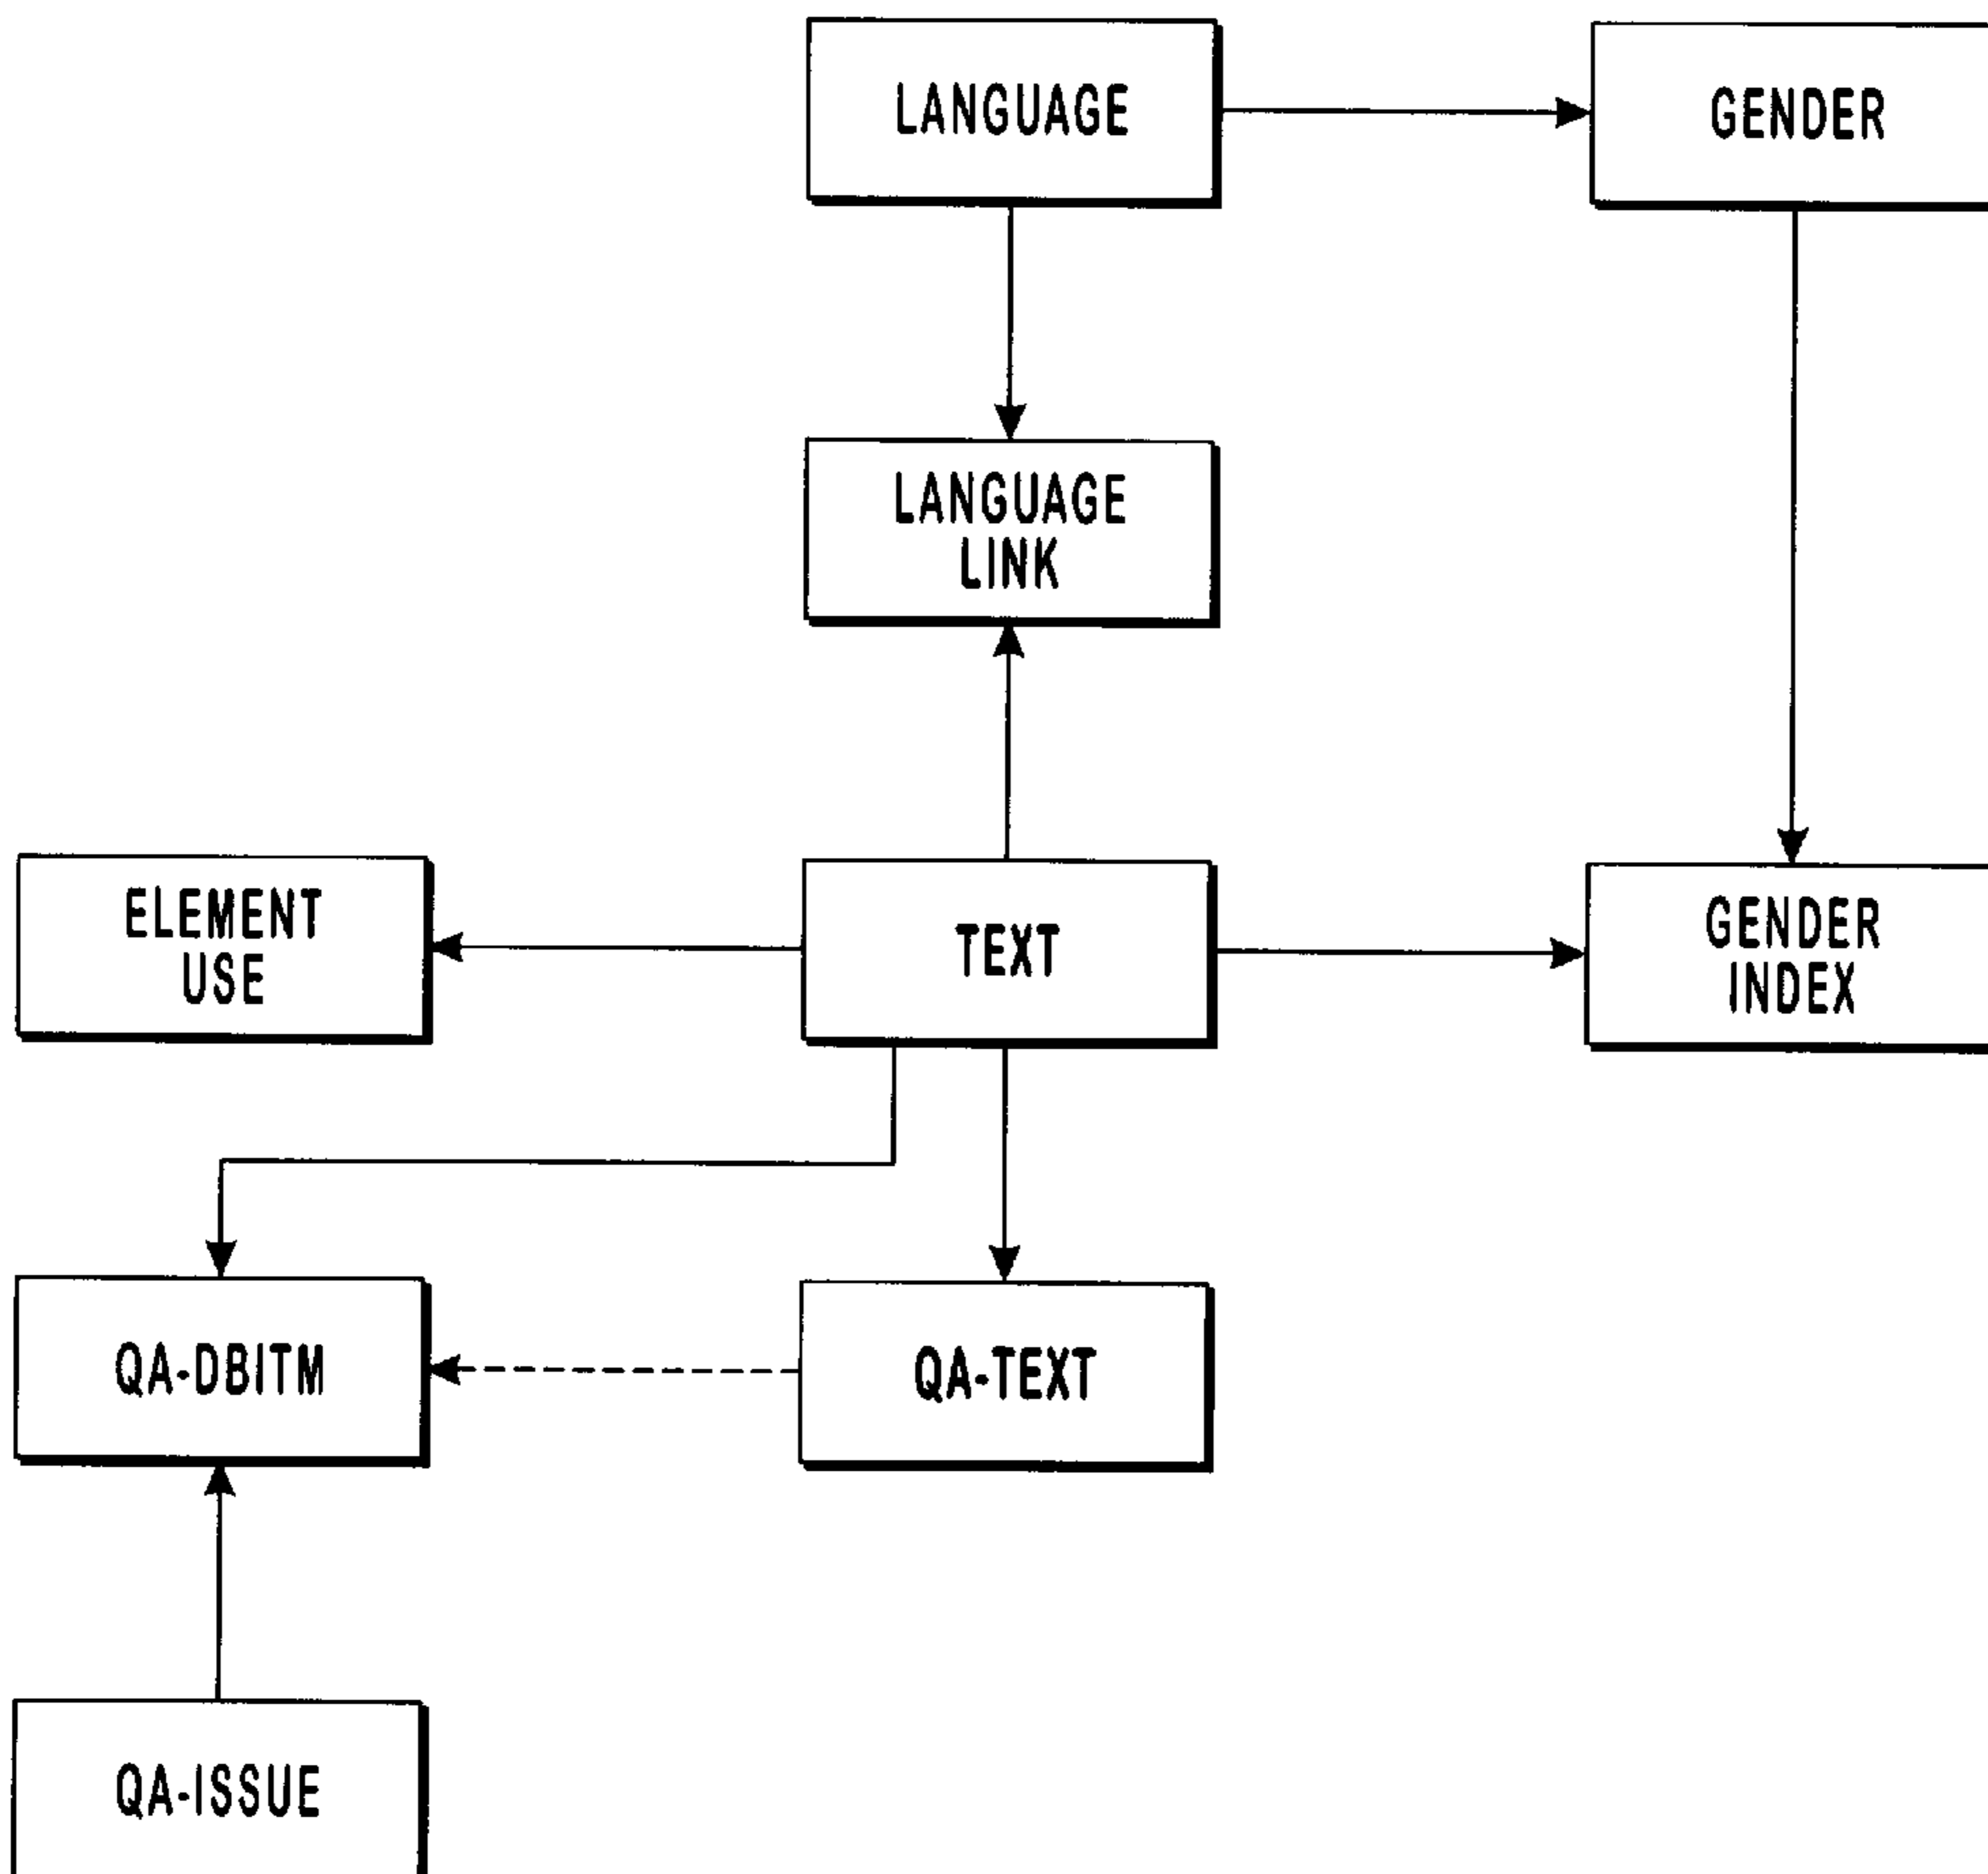 LANGUAGE
GENDER
LANGUAGE
LINK
ELEMENT
USE
TEXT
GENDER
INDEX
QA-DBITM
QA-TEXT
QA-ISSUE